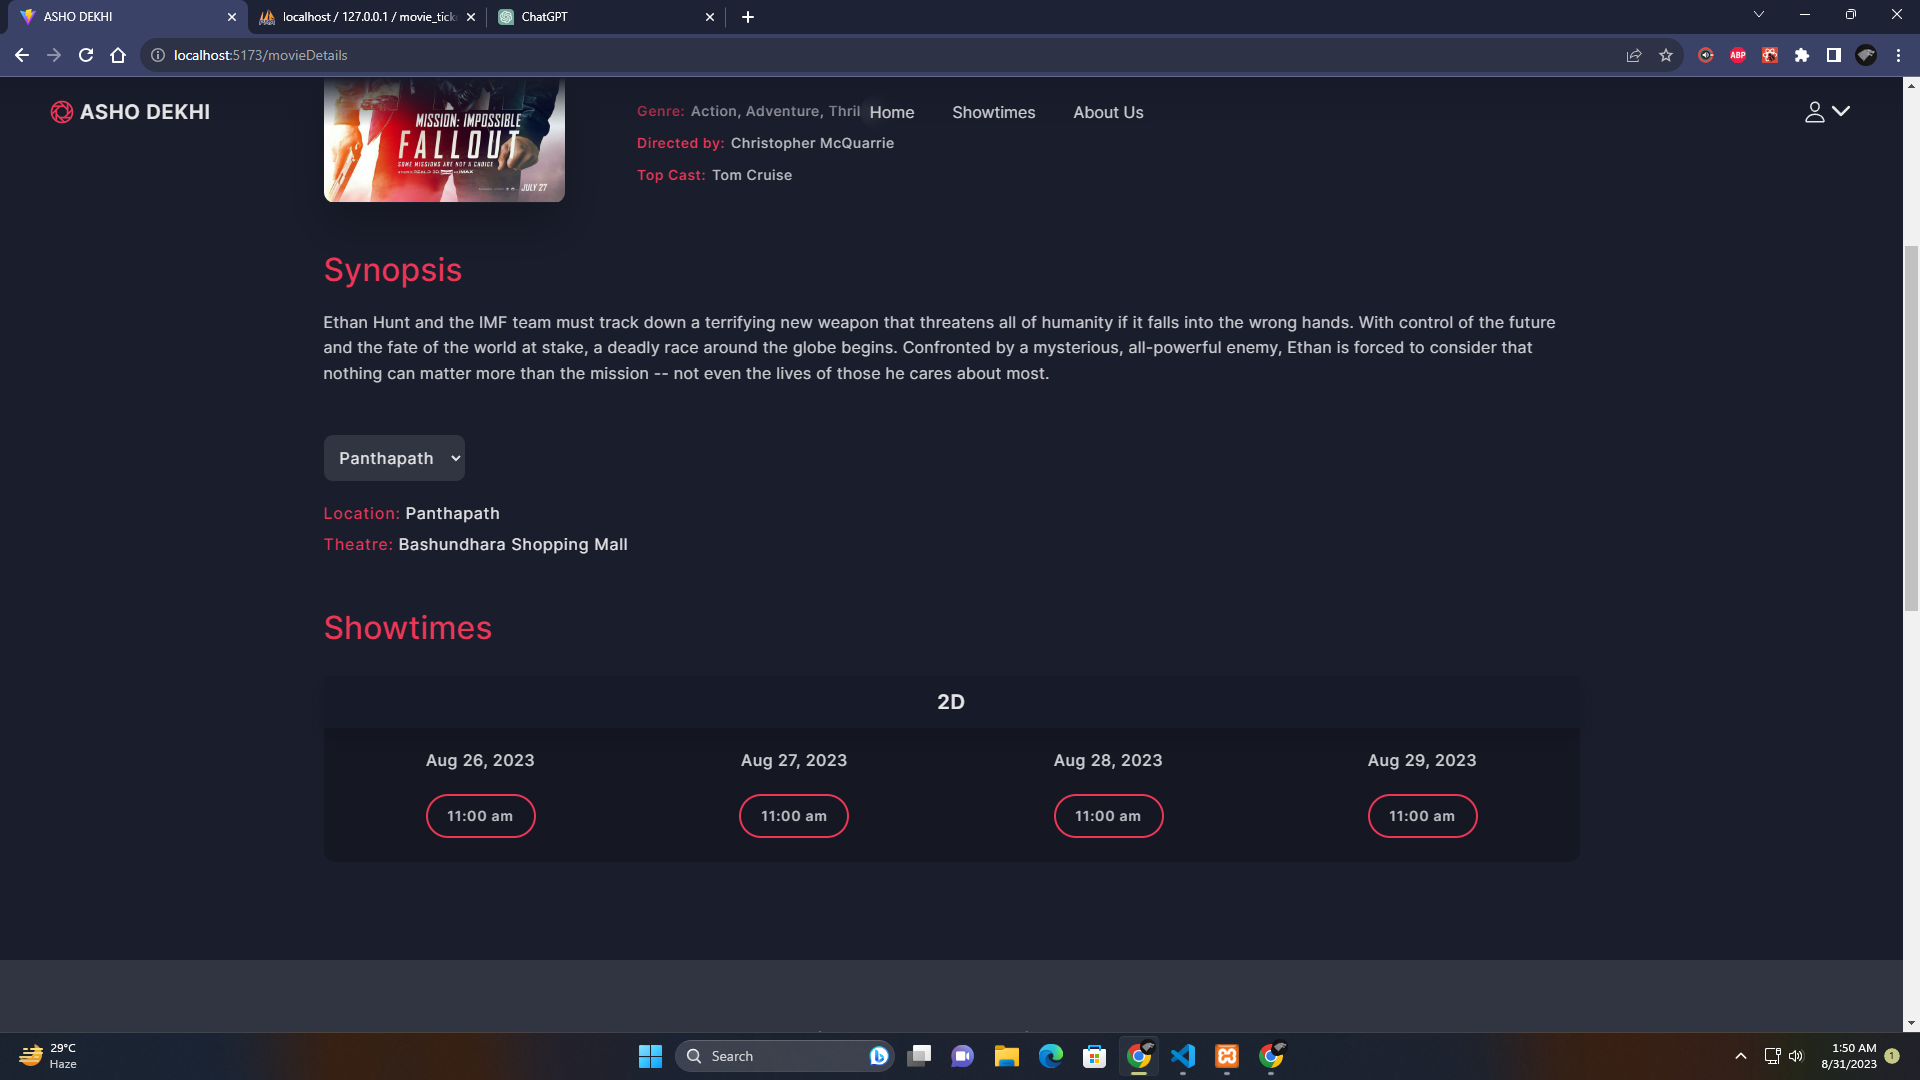 ASHO DEKHI
localhost / 127.0.0.1 / movie_tick
ChatGPT
localhost:5173/movieDetails
ABP
ASHO DEKHI
Home
Showtimes
About Us
MISSION: IMPOSSIBLE
FALLOUT
SOME MISSIONS ARE NOT A CHOICE
JULY 27
Genre: Action, Adventure, Thril
Directed by: Christopher McQuarrie
Top Cast: Tom Cruise
Synopsis
Ethan Hunt and the IMF team must track down a terrifying new weapon that threatens all of humanity if it falls into the wrong hands. With control of the future
and the fate of the world at stake, a deadly race around the globe begins. Confronted by a mysterious, all-powerful enemy, Ethan is forced to consider that
nothing can matter more than the mission -- not even the lives of those he cares about most.
Panthapath
Location: Panthapath
Theatre: Bashundhara Shopping Mall
Showtimes
2D
Aug 26, 2023
Aug 27, 2023
Aug 28, 2023
Aug 29, 2023
11:00 am
11:00 am
11:00 am
11:00 am
29°C
Haze
Search
1:50 AM
8/31/2023
1